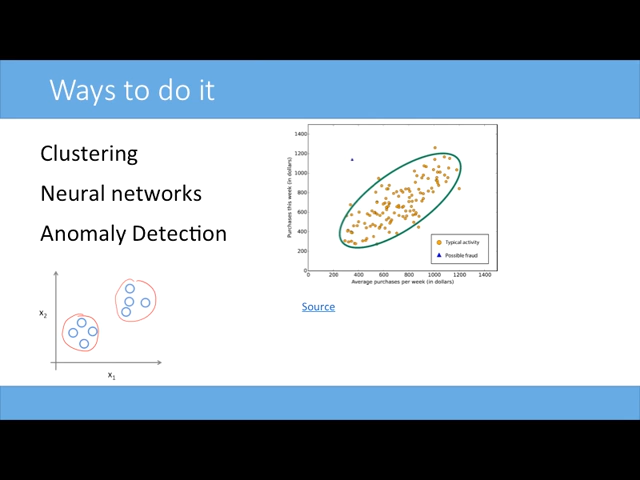 Ways to do it
Clustering
Neural networks
Anomaly Detection
x2
x1
Purchases this week (in dollars)
1400
1200
1000
800
600
400
200
0
0 200 400 600 800 1000 1200 1400
Average purchases per week (in dollars)
Typical activity
Possible fraud
Source